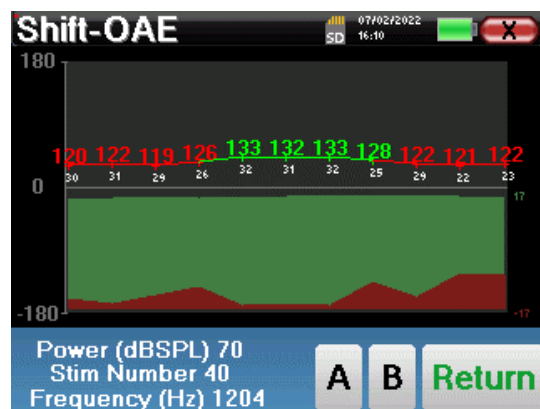 Shift-OAE
SD
07/02/2022
16:10
X
180
120 122 119 126 133 132 133 128 122 121 122
30 31 29 26 32 31 32 25 29 22 23
0
17
-180
-17
Power (dBSPL) 70
Stim Number 40
Frequency (Hz) 1204
A
B
Return